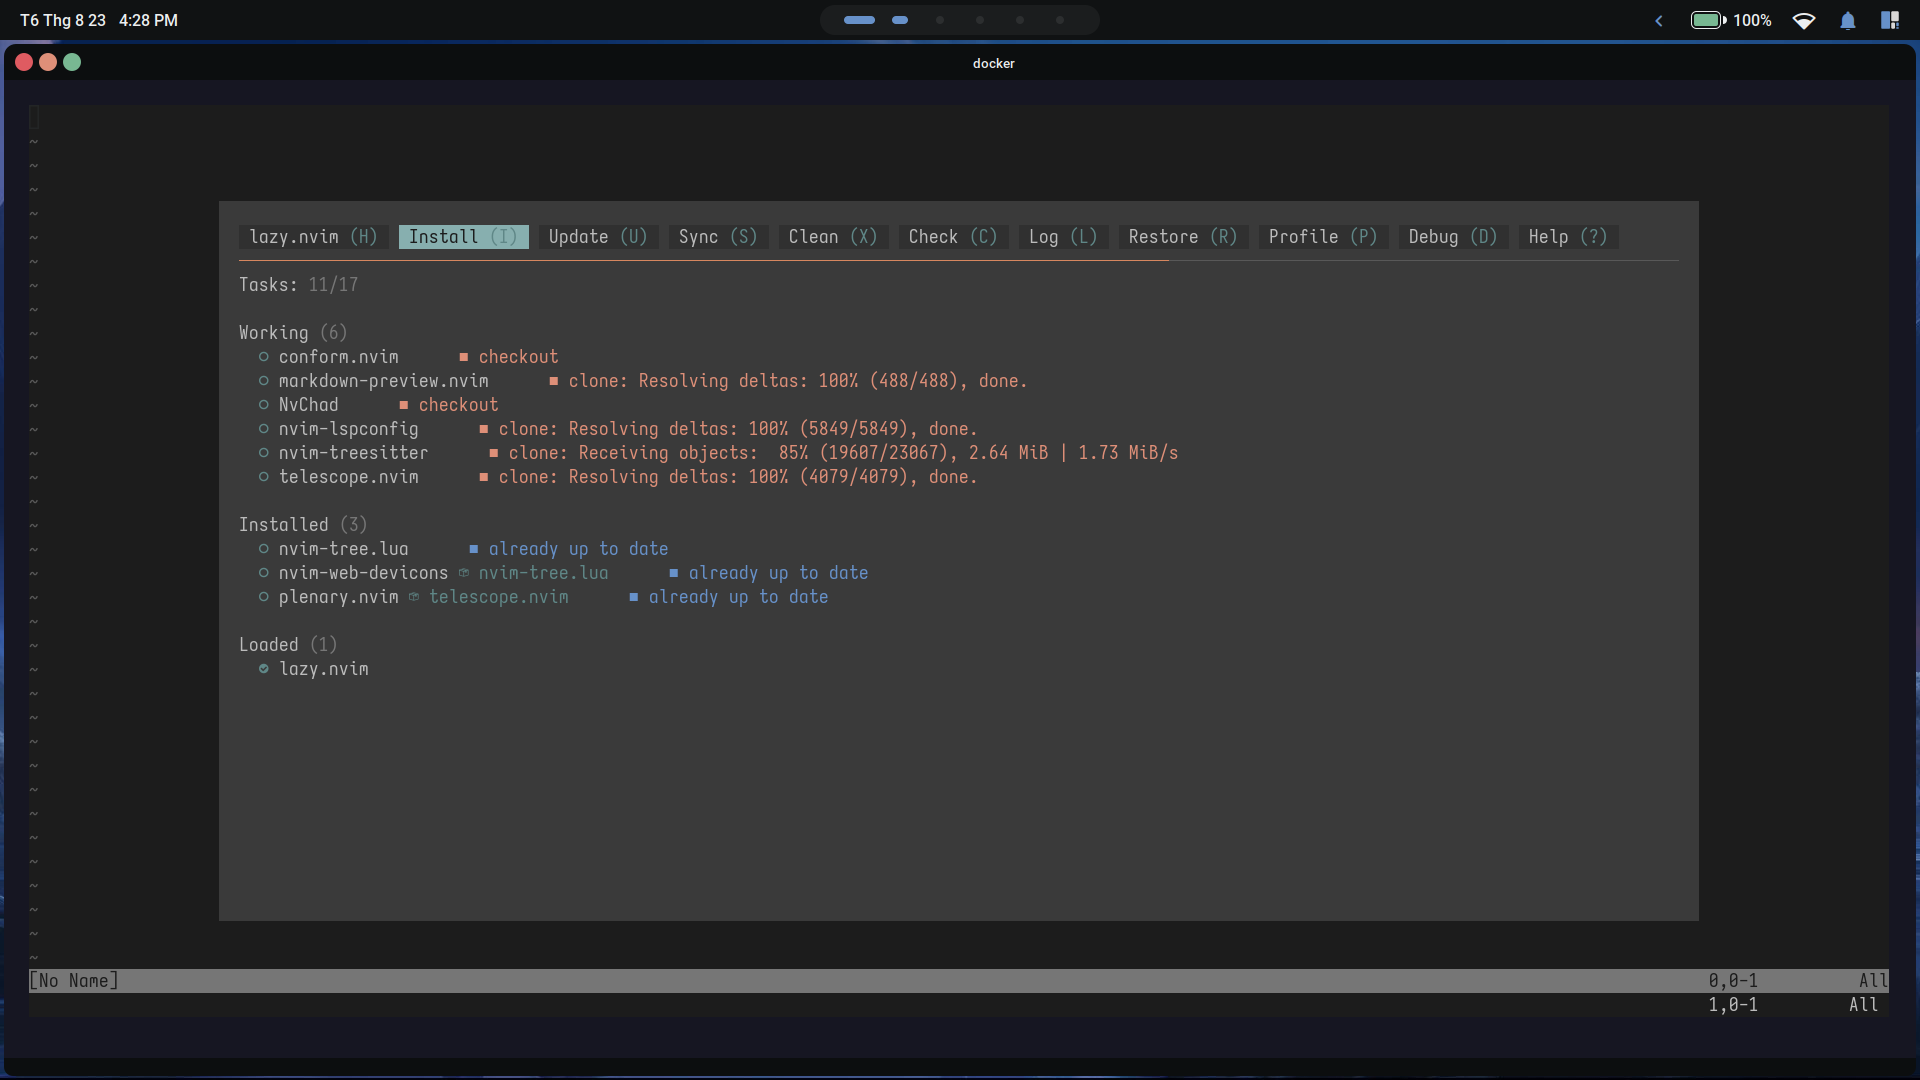 T6 Thg 8 23 4:28 PM
100%
docker
lazy.nvim (H) Install (I) Update (U) Sync (S) Clean (X) Check (C) Log (L) Restore (R) Profile (P) Debug (D) Help (?)
Tasks: 11/17
Working (6)
○ conform.nvim ■ checkout
○ markdown-preview.nvim ■ clone: Resolving deltas: 100% (488/488), done.
○ NvChad ■ checkout
○ nvim-lspconfig ■ clone: Resolving deltas: 100% (5849/5849), done.
○ nvim-treesitter ■ clone: Receiving objects: 85% (19607/23067), 2.64 MiB | 1.73 MiB/s
○ telescope.nvim ■ clone: Resolving deltas: 100% (4079/4079), done.
Installed (3)
○ nvim-tree.lua ■ already up to date
○ nvim-web-devicons nvim-tree.lua ■ already up to date
○ plenary.nvim telescope.nvim ■ already up to date
Loaded (1)
lazy.nvim
[No Name] 0,0-1 All
1,0-1 All